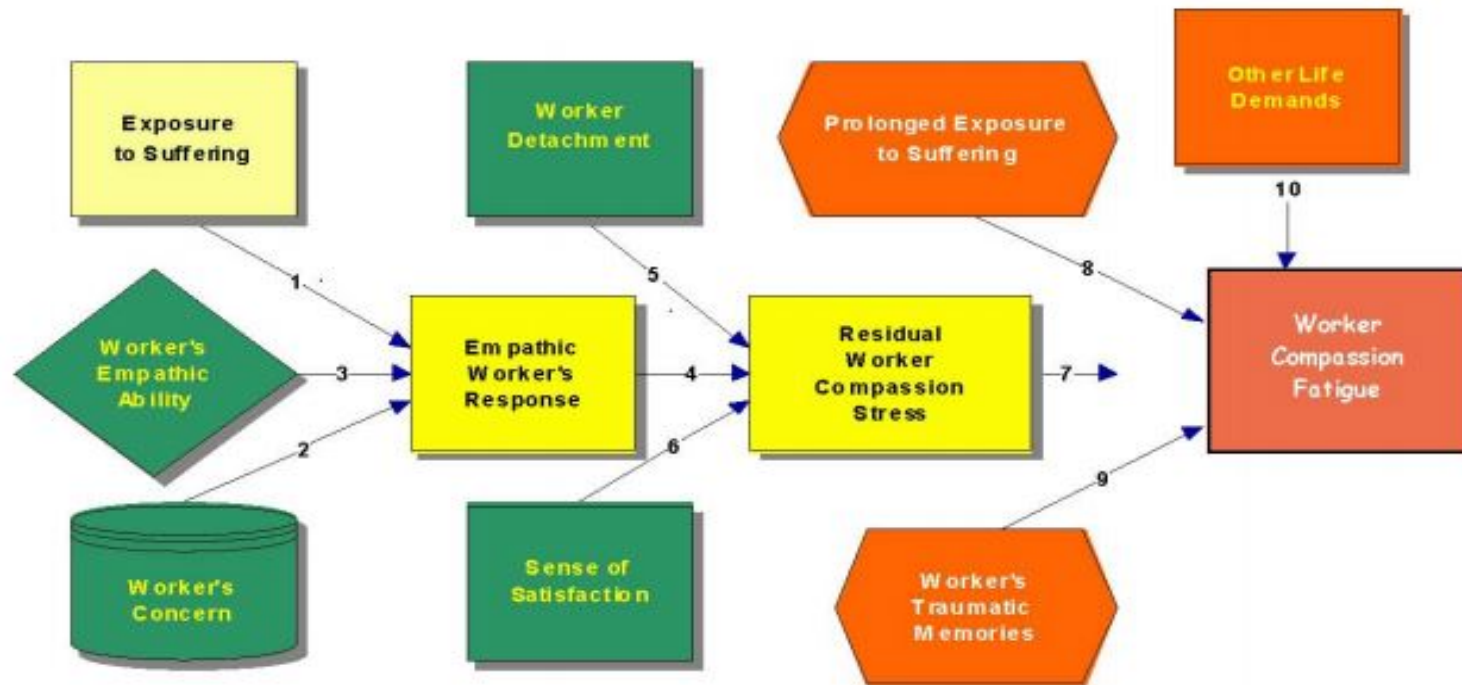 Exposure
to Suffering
Worker
Detachment
Prolonged Exposure
to Suffering
Other Life
Demands
10
1
5
8
Worker's
Empathic
Ability
3
Empathic
Worker's
Response
4
Residual
Worker
Compassion
Stress
7
Worker
Compassion
Fatigue
2
6
9
Worker's
Concern
Sense of
Satisfaction
Worker's
Traumatic
Memories